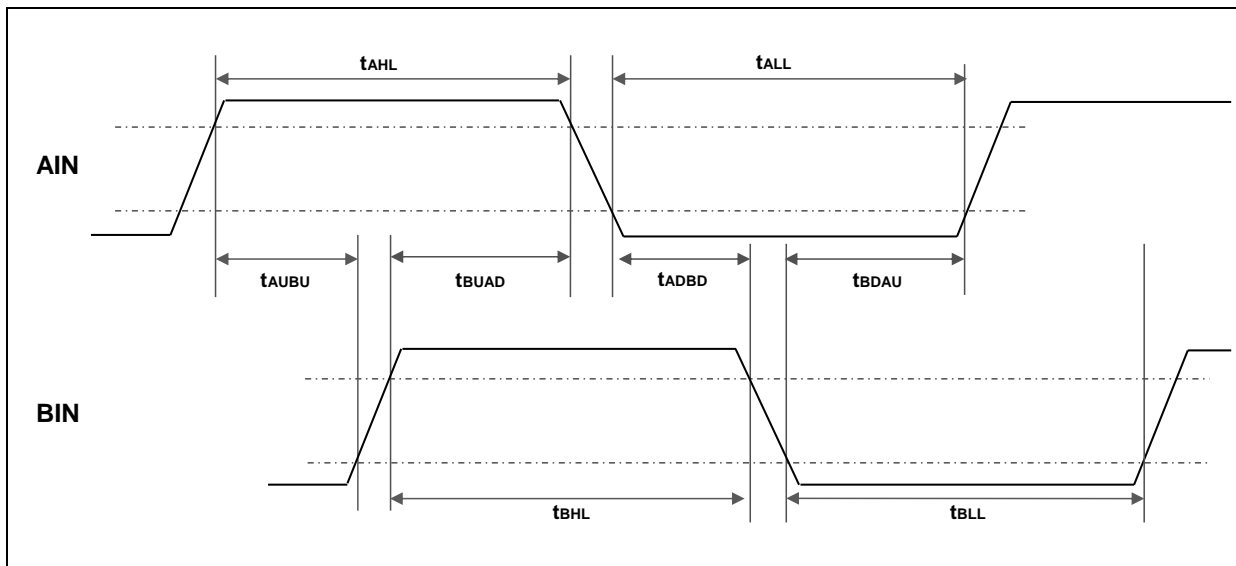 tAHL
tALL
AIN
tAUBU
tBUAD
tADBD
tBDAU
BIN
tBHL
tBLL